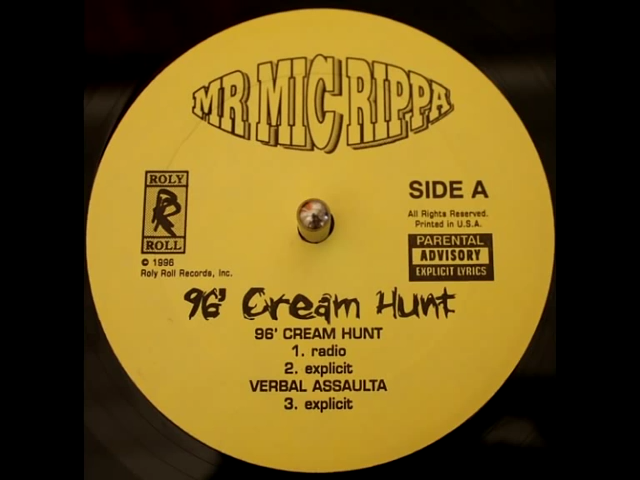 MR MIC RIPPA
ROLY
R
ROLL
© 1996
Roly Roll Records, Inc.
SIDE A
All Rights Reserved.
Printed in U.S.A.
PARENTAL
ADVISORY
EXPLICIT LYRICS
96' Cream Hunt
96' CREAM HUNT
1. radio
2. explicit
VERBAL ASSAULTA
3. explicit